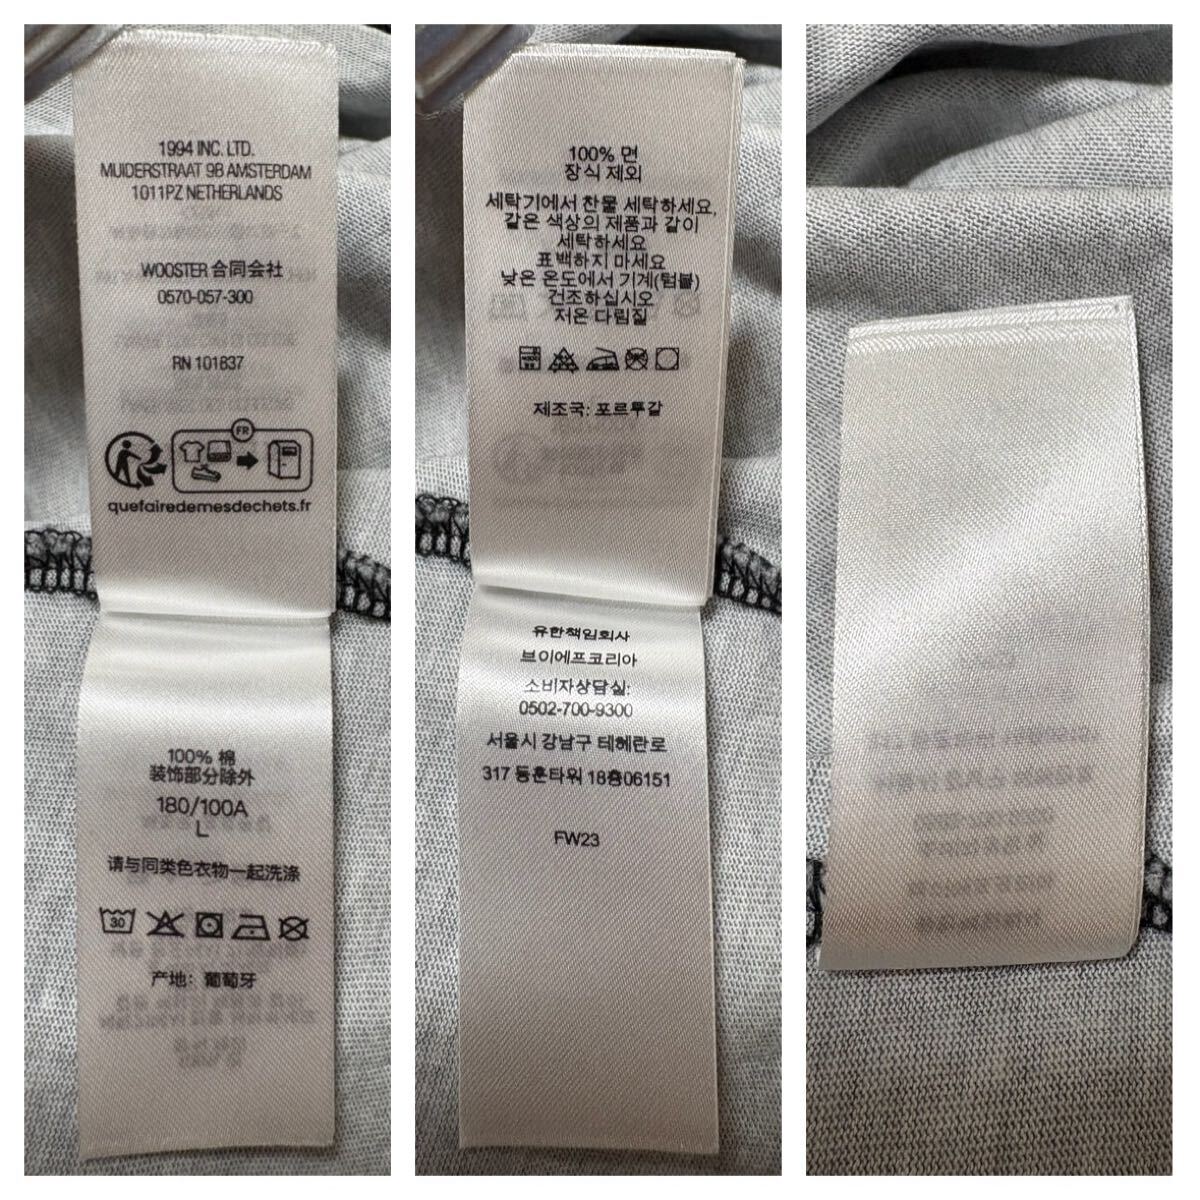 1994 INC. LTD.
MUIDERSTRAAT 9B AMSTERDAM
1011PZ NETHERLANDS
WOOSTER 合同会社
0570-057-300
RN 101837
FR
quefairedemesdechets.fr
100% 棉
装饰部分除外
180/100A
L
请与同类色衣物一起洗涤
30
产地: 葡萄牙
100% 면
장식 제외
세탁기에서 찬물 세탁하세요,
같은 색상의 제품과 같이
세탁하세요
표백하지 마세요
낮은 온도에서 기계(텀블)
건조하십시오
저온 다림질
제조국: 포르투갈
유한책임회사
브이에프코리아
소비자상담실:
0502-700-9300
서울시 강남구 테헤란로
317 동훈타워 18층06151
FW23